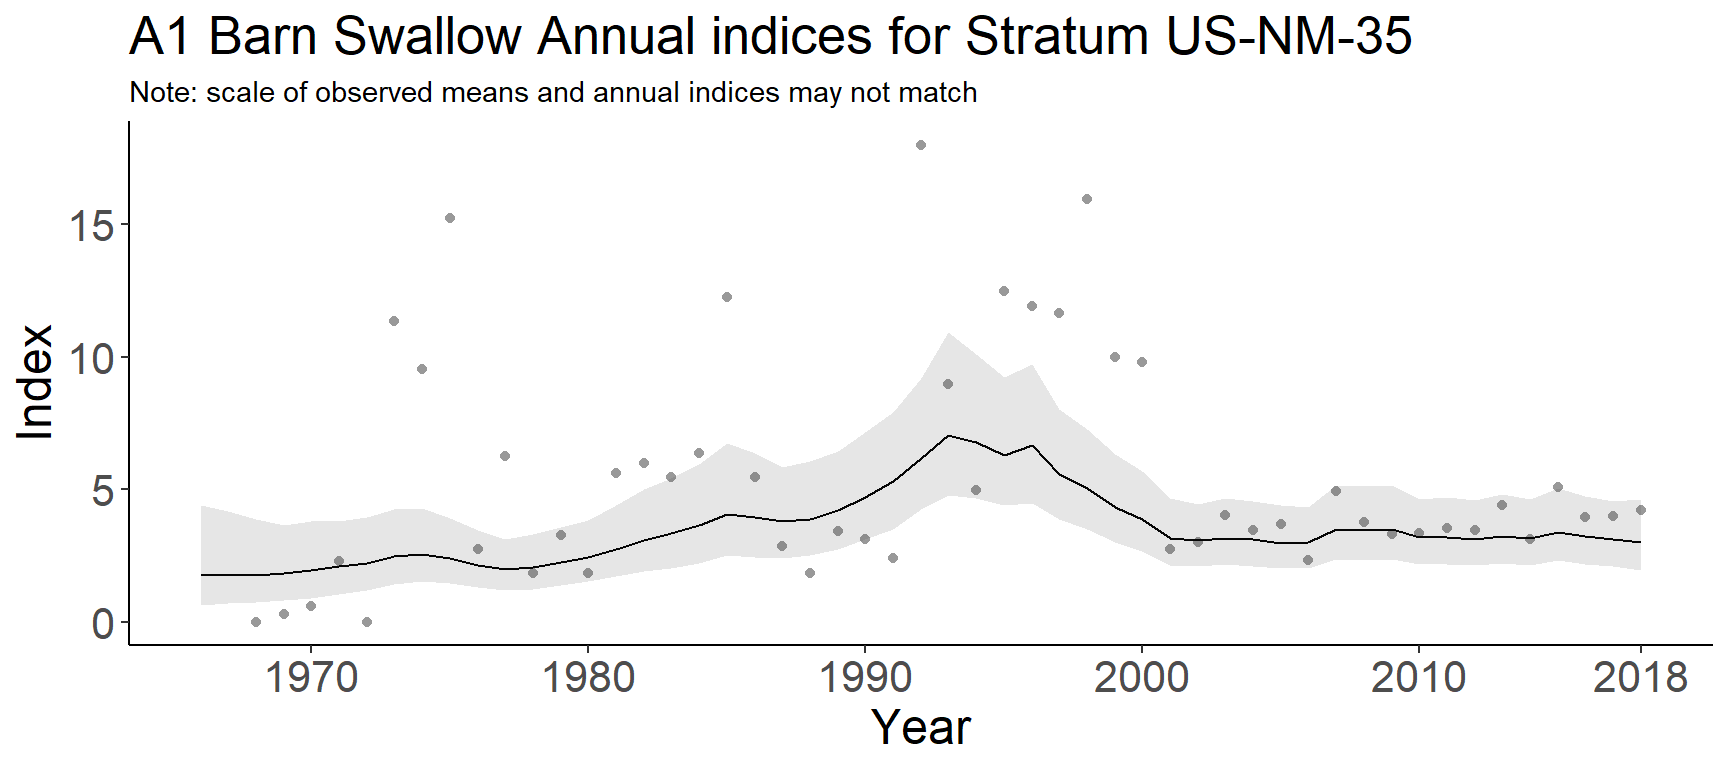 A1 Barn Swallow Annual indices for Stratum US-NM-35
Note: scale of observed means and annual indices may not match
Index
15
10
5
0
1970 1980 1990 2000 2010 2018
Year